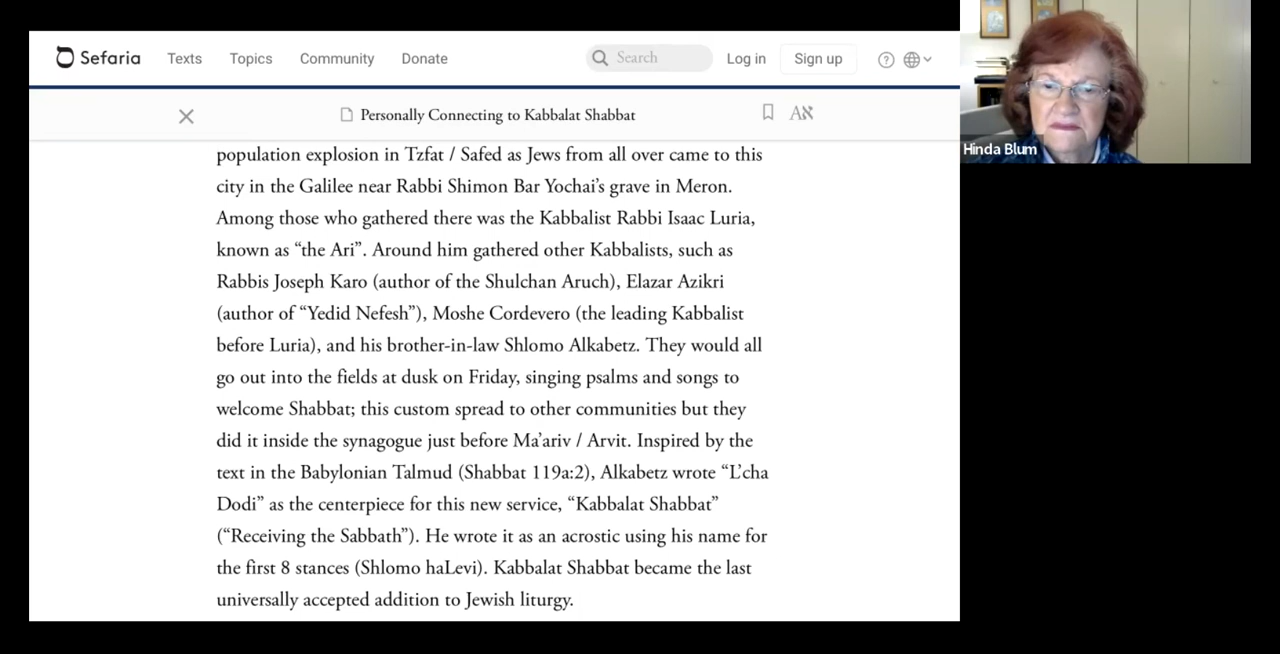 Sefaria Texts Topics Community Donate Search Log in Sign up
Personally Connecting to Kabbalat Shabbat Aא
population explosion in Tzfat / Safed as Jews from all over came to this
city in the Galilee near Rabbi Shimon Bar Yochai’s grave in Meron.
Among those who gathered there was the Kabbalist Rabbi Isaac Luria,
known as “the Ari”. Around him gathered other Kabbalists, such as
Rabbis Joseph Karo (author of the Shulchan Aruch), Elazar Azikri
(author of “Yedid Nefesh”), Moshe Cordevero (the leading Kabbalist
before Luria), and his brother-in-law Shlomo Alkabetz. They would all
go out into the fields at dusk on Friday, singing psalms and songs to
welcome Shabbat; this custom spread to other communities but they
did it inside the synagogue just before Ma’ariv / Arvit. Inspired by the
text in the Babylonian Talmud (Shabbat 119a:2), Alkabetz wrote “L’cha
Dodi” as the centerpiece for this new service, “Kabbalat Shabbat”
(“Receiving the Sabbath”). He wrote it as an acrostic using his name for
the first 8 stances (Shlomo haLevi). Kabbalat Shabbat became the last
universally accepted addition to Jewish liturgy.
Hinda Blum